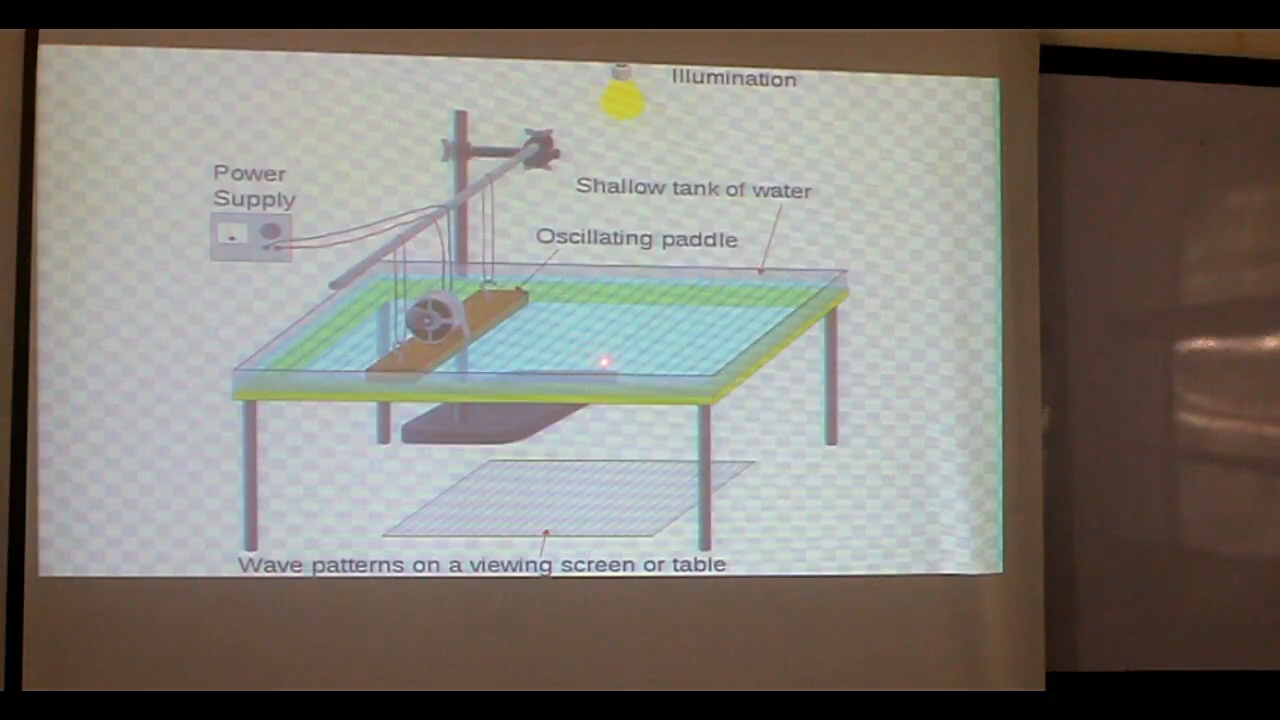 Illumination
Power
Supply
Shallow tank of water
Oscillating paddle
Wave patterns on a viewing screen or table